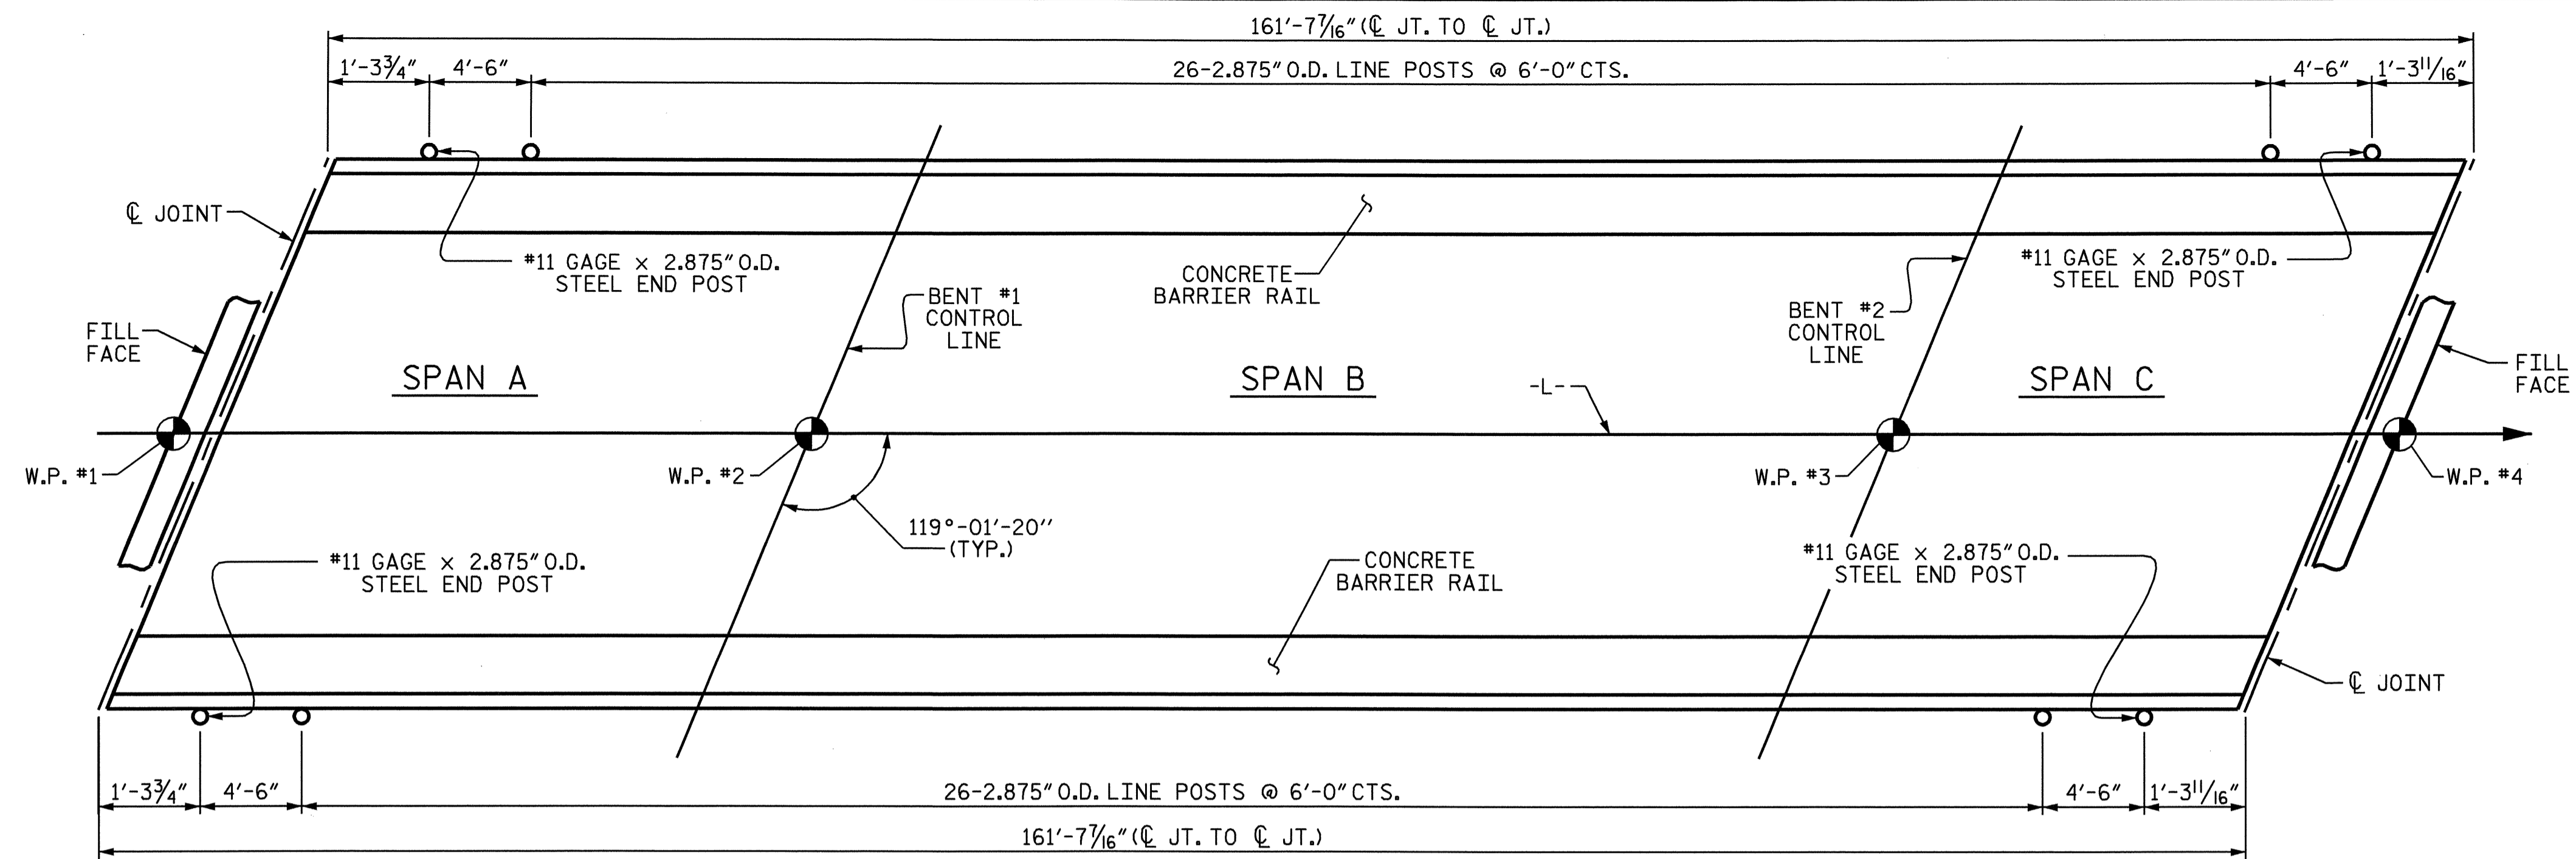 161'-7 7/16" (℄ JT. TO ℄ JT.)
1'-3 3/4" 4'-6" 26-2.875" O.D. LINE POSTS @ 6'-0" CTS. 4'-6" 1'-3 11/16"
℄ JOINT
#11 GAGE × 2.875" O.D.
STEEL END POST
CONCRETE
BARRIER RAIL
#11 GAGE × 2.875" O.D.
STEEL END POST
BENT #1
CONTROL
LINE
BENT #2
CONTROL
LINE
FILL
FACE
FILL
FACE
SPAN A
SPAN B
-L-
SPAN C
W.P. #1
W.P. #2
W.P. #3
W.P. #4
119°-01'-20''
(TYP.)
#11 GAGE × 2.875" O.D.
STEEL END POST
CONCRETE
BARRIER RAIL
#11 GAGE × 2.875" O.D.
STEEL END POST
℄ JOINT
1'-3 3/4" 4'-6" 26-2.875" O.D. LINE POSTS @ 6'-0" CTS. 4'-6" 1'-3 11/16"
161'-7 7/16" (℄ JT. TO ℄ JT.)